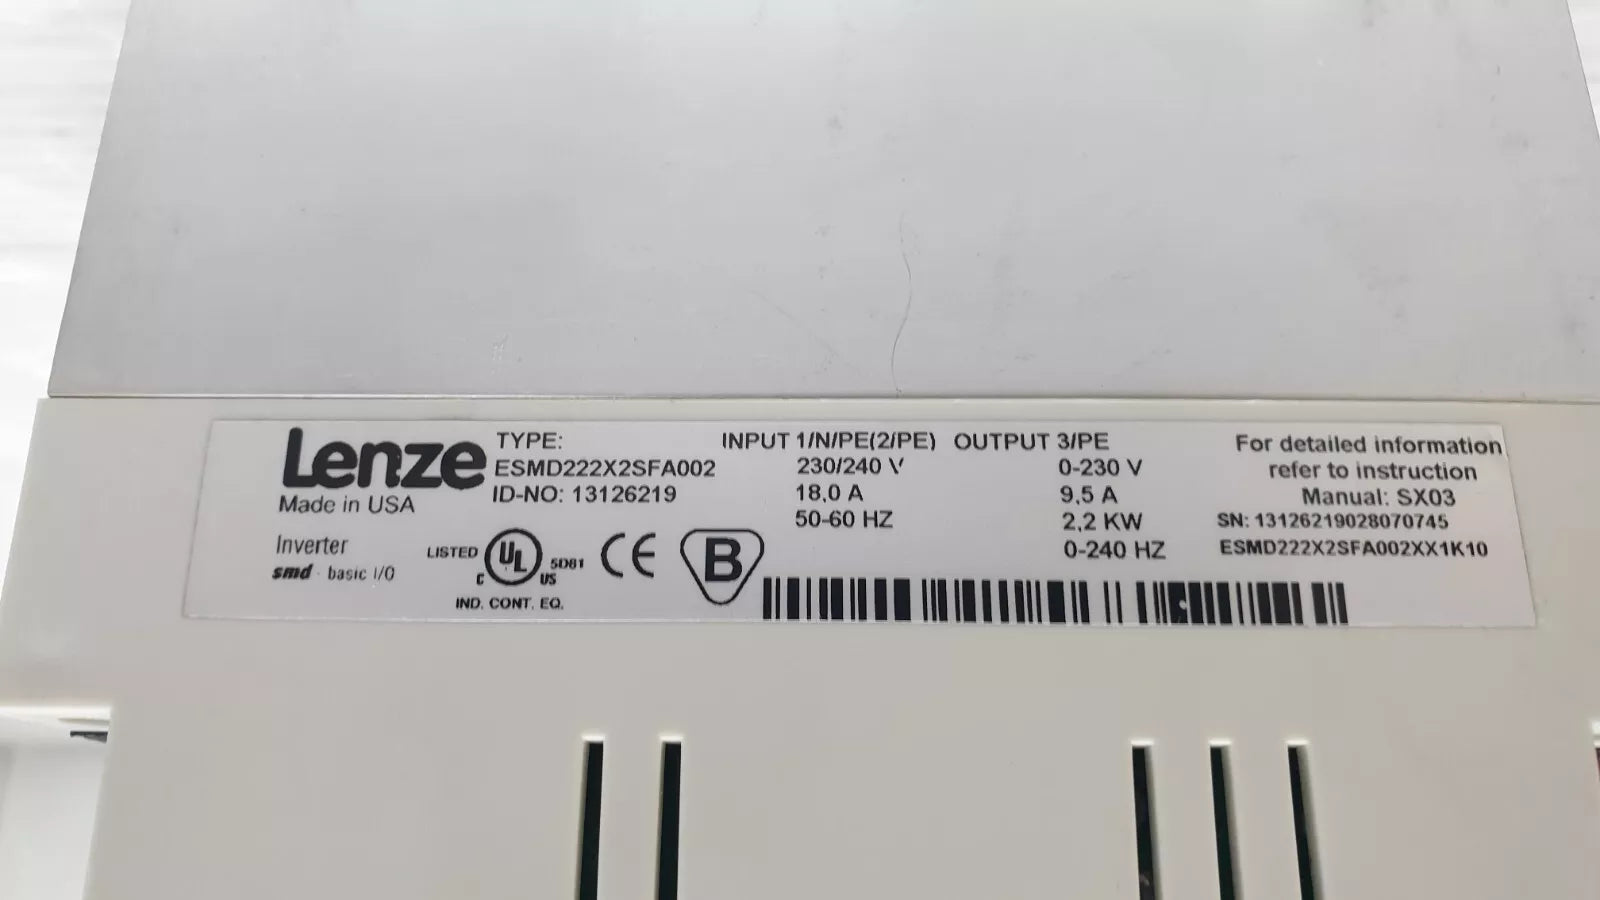 Lenze
Made in USA
Inverter
smd · basic I/O
TYPE:
ESMD222X2SFA002
ID-NO: 13126219
LISTED
UL
C US
5D81
IND. CONT. EQ.
CE
B
INPUT 1/N/PE(2/PE)
230/240 V
18,0 A
50-60 HZ
OUTPUT 3/PE
0-230 V
9,5 A
2,2 KW
0-240 HZ
For detailed information
refer to instruction
Manual: SX03
SN: 13126219028070745
ESMD222X2SFA002XX1K10